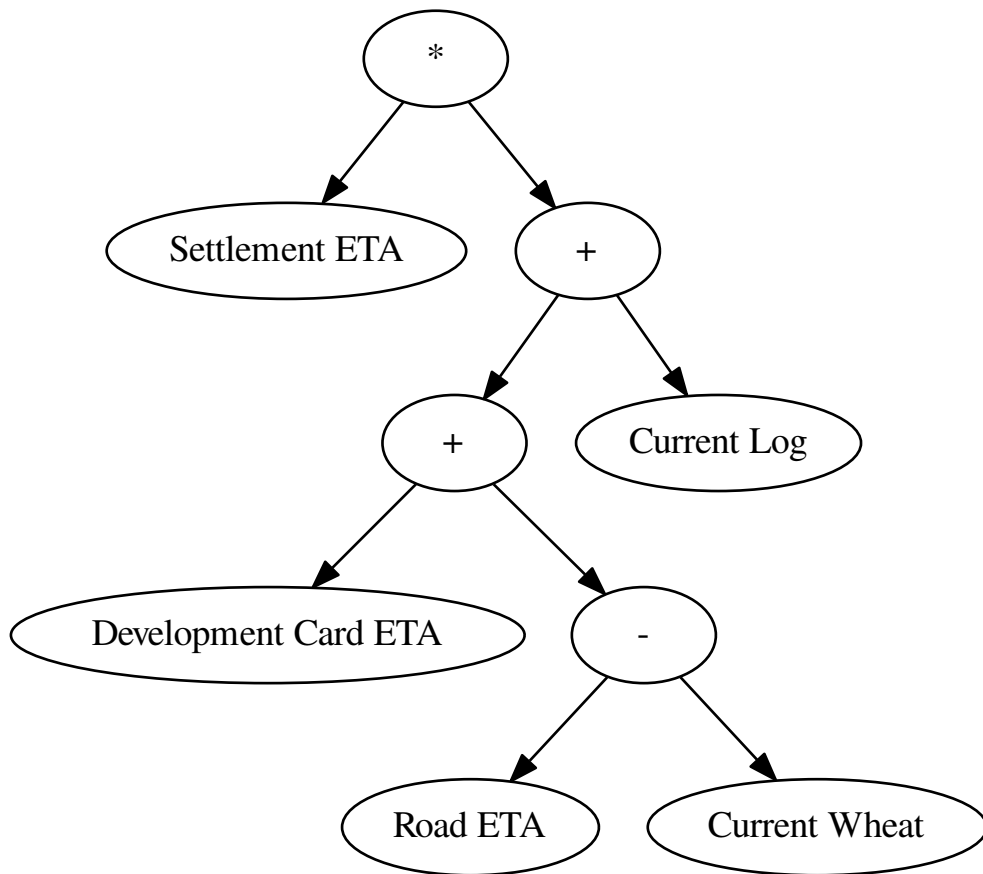 *
Settlement ETA
+
+
Current Log
Development Card ETA
-
Road ETA
Current Wheat